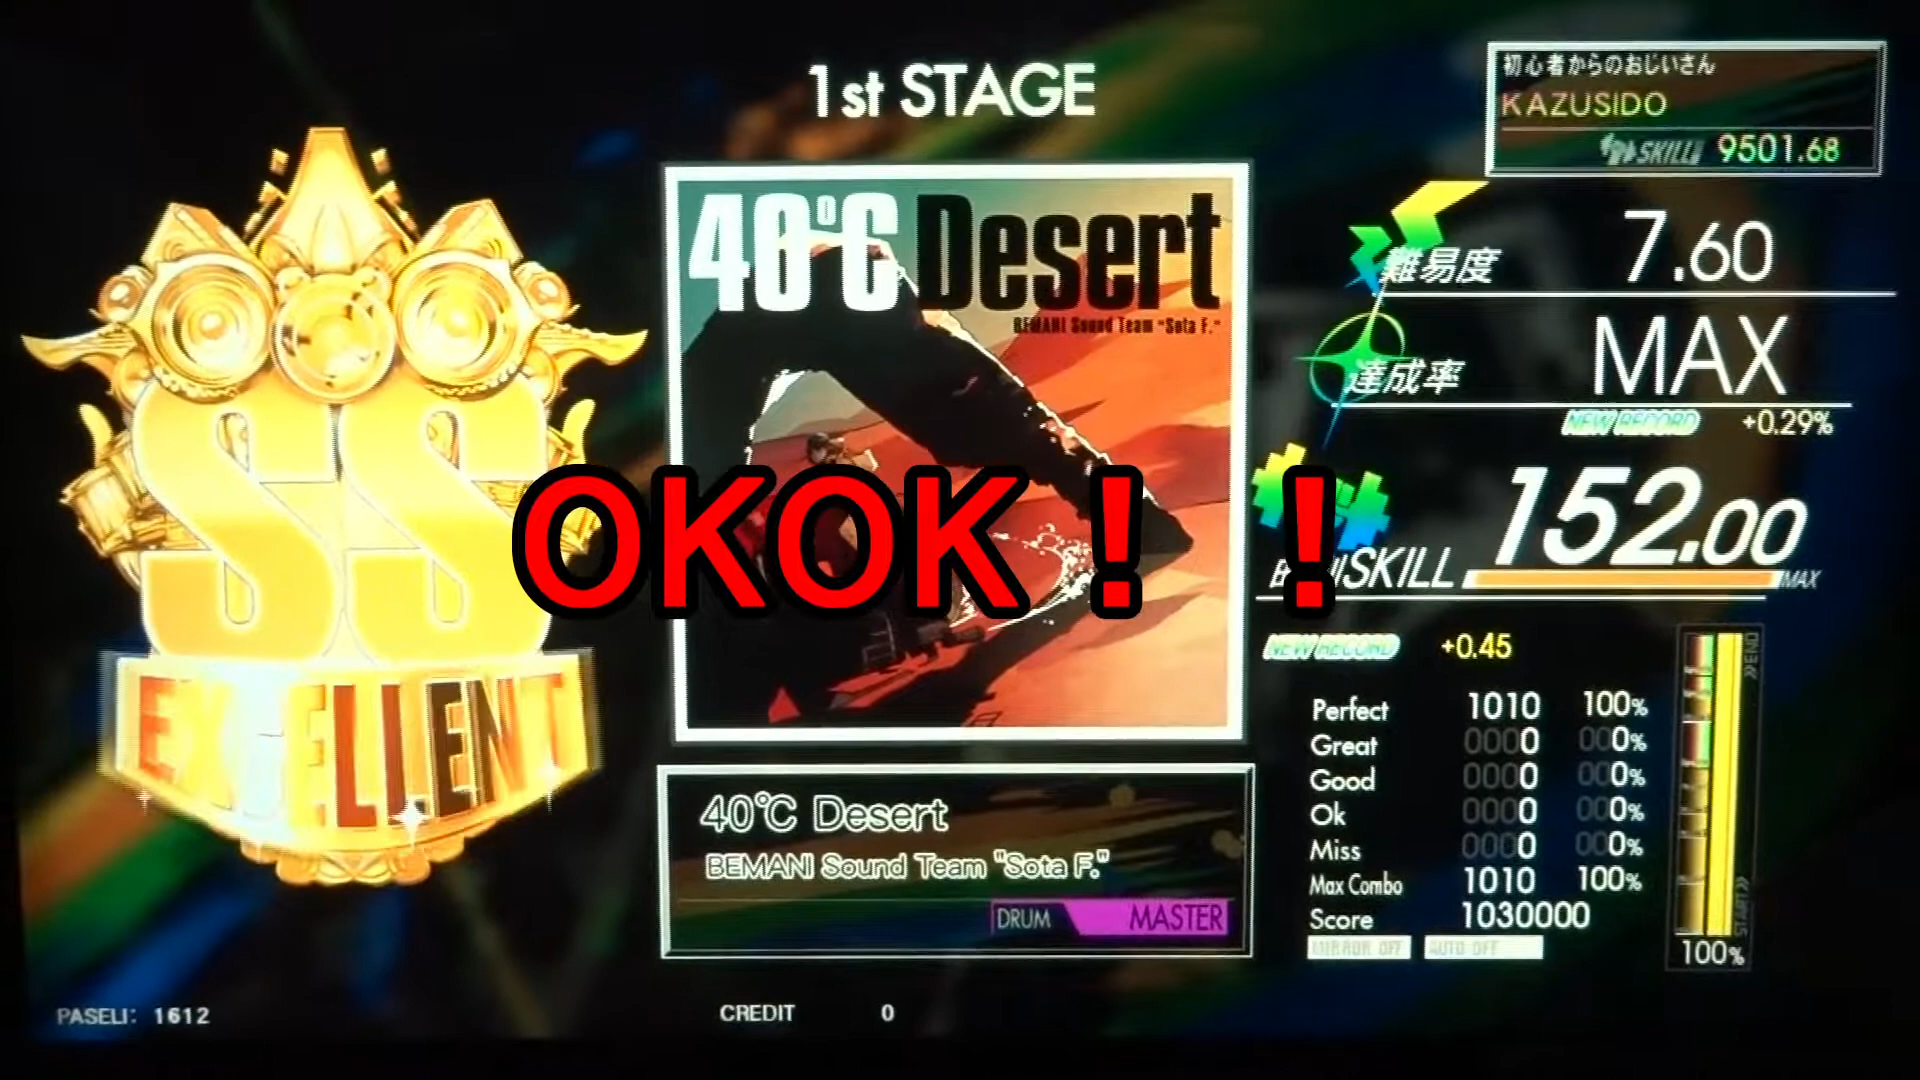 1st STAGE
初心者からのおじいさん
KAZUSIDO
SKILL 9501.68
40℃ Desert
BEMANI Sound Team "Sota F."
難易度 7.60
達成率 MAX
NEW RECORD +0.29%
SKILL 152.00
MAX
OKOK！！
SS
EXCELLENT
NEW RECORD +0.45
Perfect 1010 100%
Great 0000 000%
Good 0000 000%
Ok 0000 000%
Miss 0000 000%
Max Combo 1010 100%
Score 1030000
MIRROR OFF AUTO OFF
END
START
100%
40℃ Desert
BEMANI Sound Team "Sota F."
DRUM MASTER
PASELI: 1612
CREDIT 0